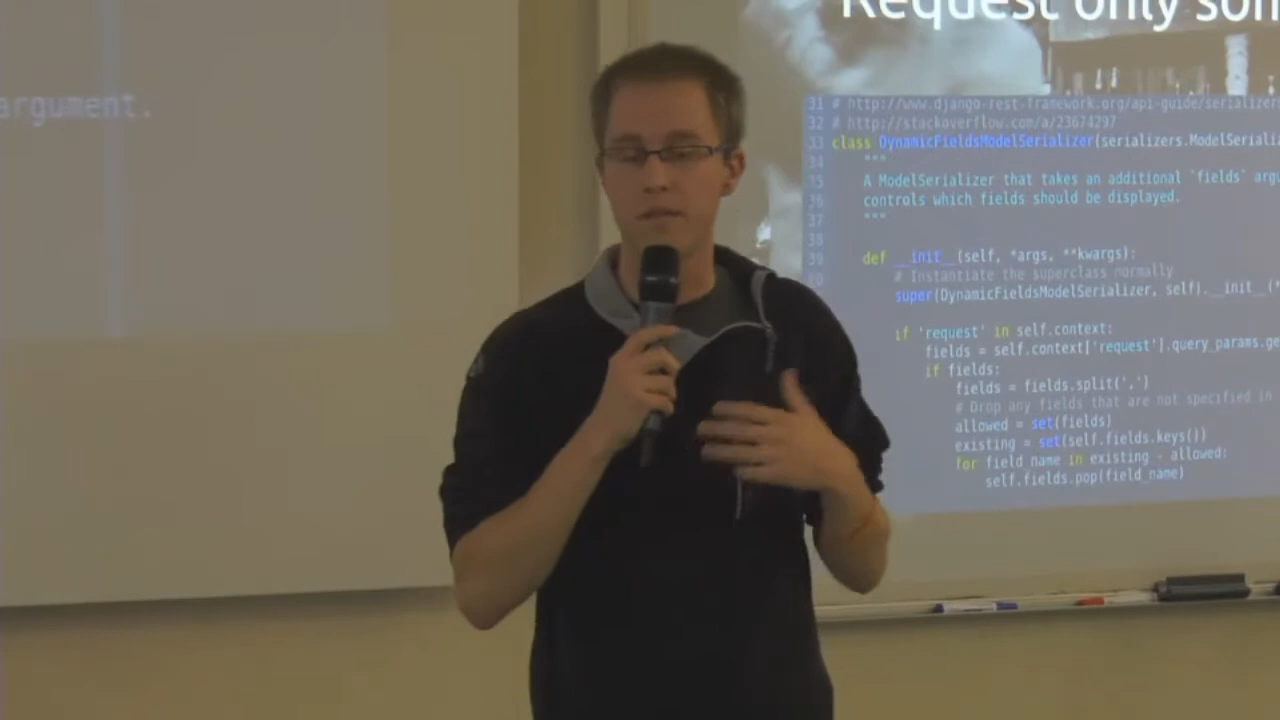 argument.
Request only som
31 # http://www.django-rest-framework.org/api-guide/serializer
32 # http://stackoverflow.com/a/23674297
33 class DynamicFieldsModelSerializer(serializers.ModelSeriali
34 """
35 A ModelSerializer that takes an additional `fields` argu
36 controls which fields should be displayed.
37 """
38
39 def __init__(self, *args, **kwargs):
40 # Instantiate the superclass normally
super(DynamicFieldsModelSerializer, self).__init__(*
if 'request' in self.context:
fields = self.context['request'].query_params.ge
if fields:
fields = fields.split(',')
# Drop any fields that are not specified in
allowed = set(fields)
existing = set(self.fields.keys())
for field_name in existing - allowed:
self.fields.pop(field_name)